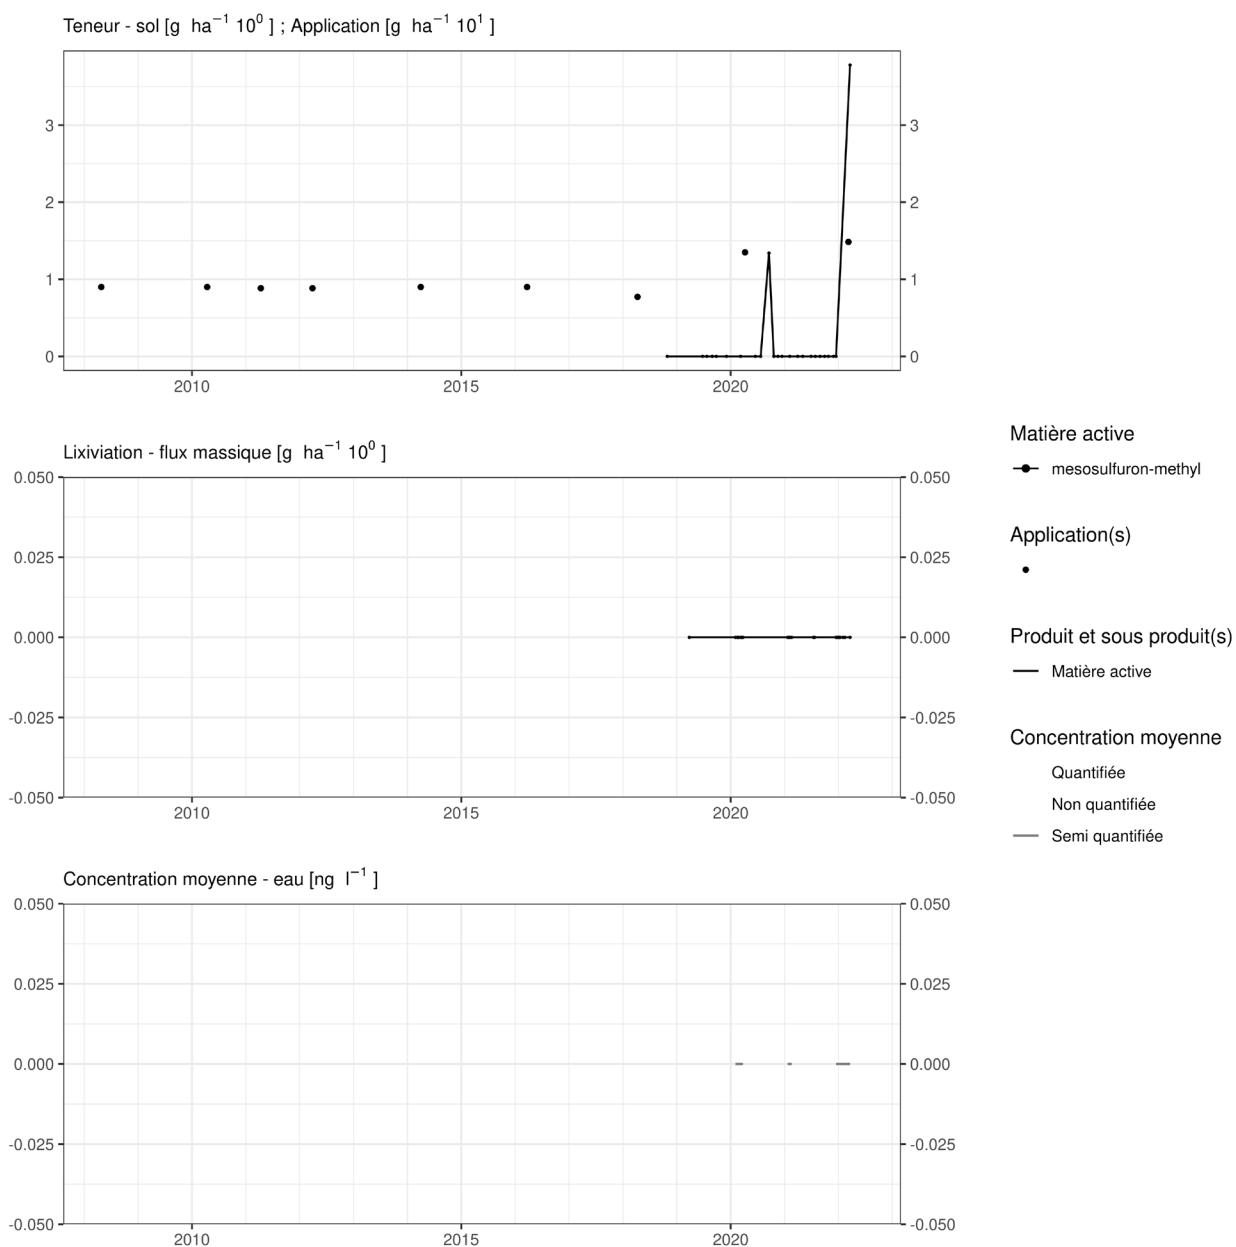 Teneur - sol [g ha⁻¹ 10⁰ ] ; Application [g ha⁻¹ 10¹ ]
3 3
2 2
1 1
0 0
2010 2015 2020
Lixiviation - flux massique [g ha⁻¹ 10⁰ ]
0.050 0.050
0.025 0.025
0.000 0.000
-0.025 -0.025
-0.050 -0.050
2010 2015 2020
Concentration moyenne - eau [ng l⁻¹ ]
0.050 0.050
0.025 0.025
0.000 0.000
-0.025 -0.025
-0.050 -0.050
2010 2015 2020
Matière active
mesosulfuron-methyl
Application(s)
Produit et sous produit(s)
Matière active
Concentration moyenne
Quantifiée
Non quantifiée
Semi quantifiée